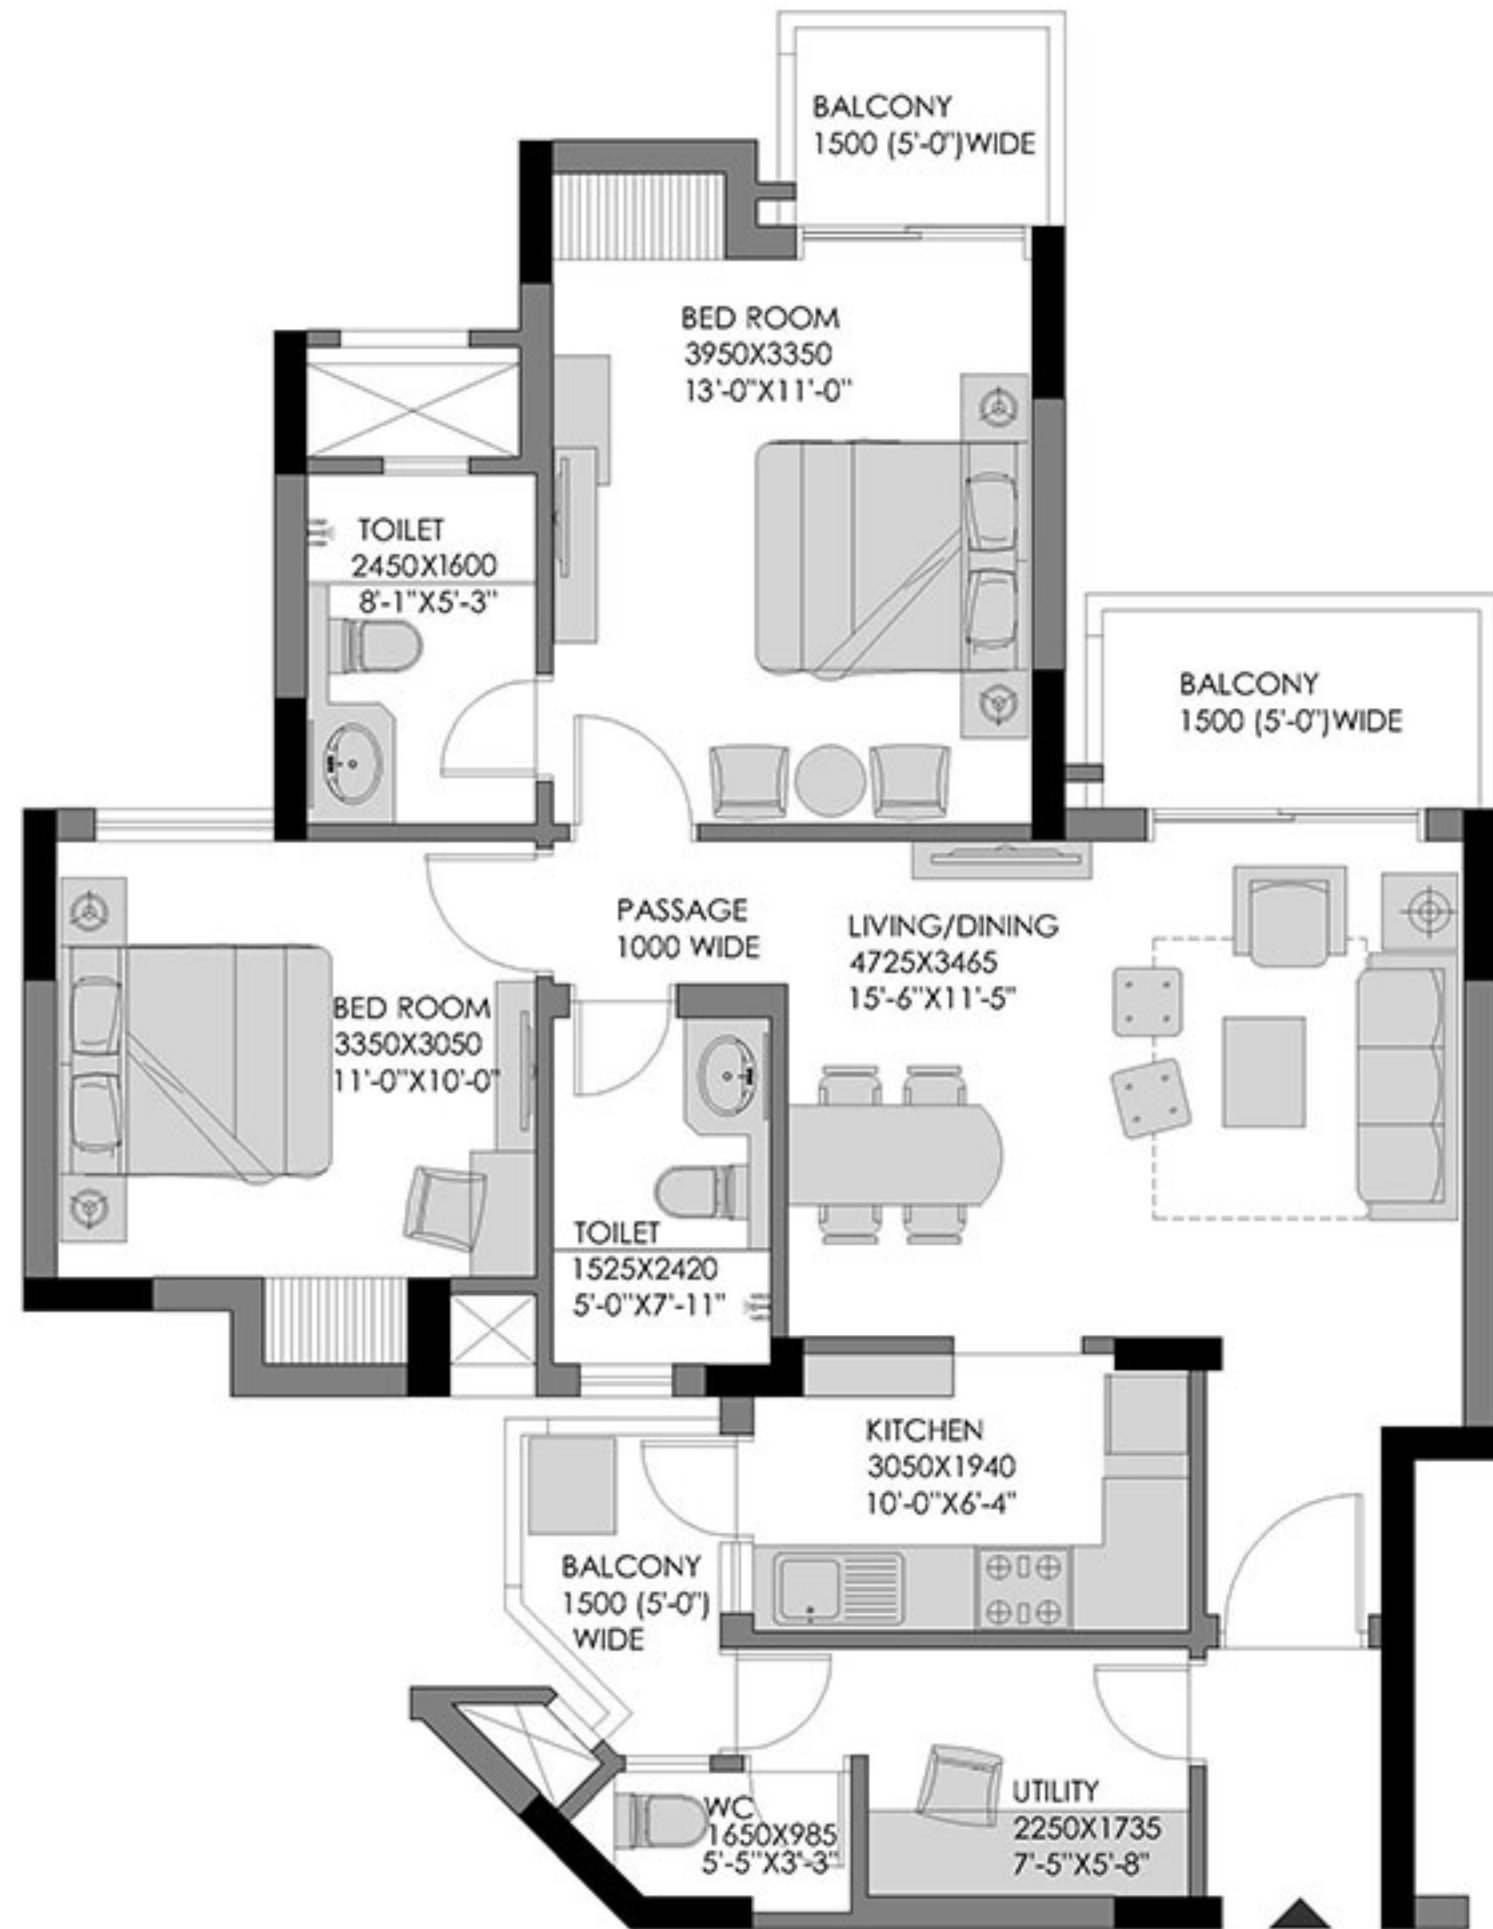 BALCONY
1500 (5'-0")WIDE
BED ROOM
3950X3350
13'-0"X11'-0"
TOILET
2450X1600
8'-1"X5'-3"
BALCONY
1500 (5'-0")WIDE
PASSAGE
1000 WIDE
LIVING/DINING
4725X3465
15'-6"X11'-5"
BED ROOM
3350X3050
11'-0"X10'-0"
TOILET
1525X2420
5'-0"X7'-11"
KITCHEN
3050X1940
10'-0"X6'-4"
BALCONY
1500 (5'-0")
WIDE
WC
1650X985
5'-5"X3'-3"
UTILITY
2250X1735
7'-5"X5'-8"